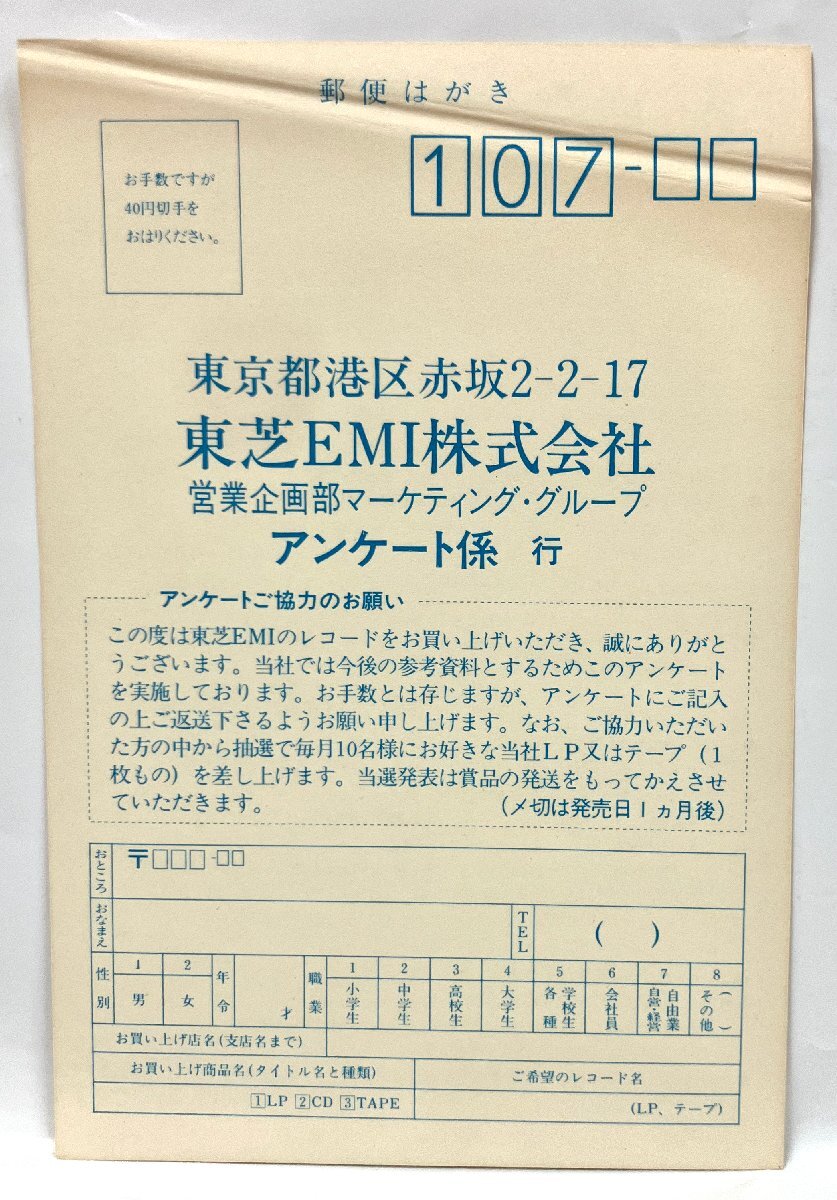 郵便はがき
お手数ですが
40円切手を
おはりください。
107-□□
東京都港区赤坂2-2-17
東芝EMI株式会社
営業企画部マーケティング・グループ
アンケート係 行
アンケートご協力のお願い
この度は東芝EMIのレコードをお買い上げいただき、誠にありがと
うございます。当社では今後の参考資料とするためこのアンケート
を実施しております。お手数とは存じますが、アンケートにご記入
の上ご返送下さるようお願い申し上げます。なお、ご協力いただい
た方の中から抽選で毎月10名様にお好きな当社LP又はテープ(1
枚もの)を差し上げます。当選発表は賞品の発送をもってかえさせ
ていただきます。 (〆切は発売日1ヵ月後)
おところ 〒□□□-□□
おなまえ TEL ( )
性別 1 男 2 女 年令 才 職業 1 小学生 2 中学生 3 高校生 4 大学生 5 各種学校生 6 会社員 7 自由業自営・経営 8 その他( )
お買い上げ店名(支店名まで)
お買い上げ商品名(タイトル名と種類) ご希望のレコード名
1LP 2CD 3TAPE (LP、テープ)